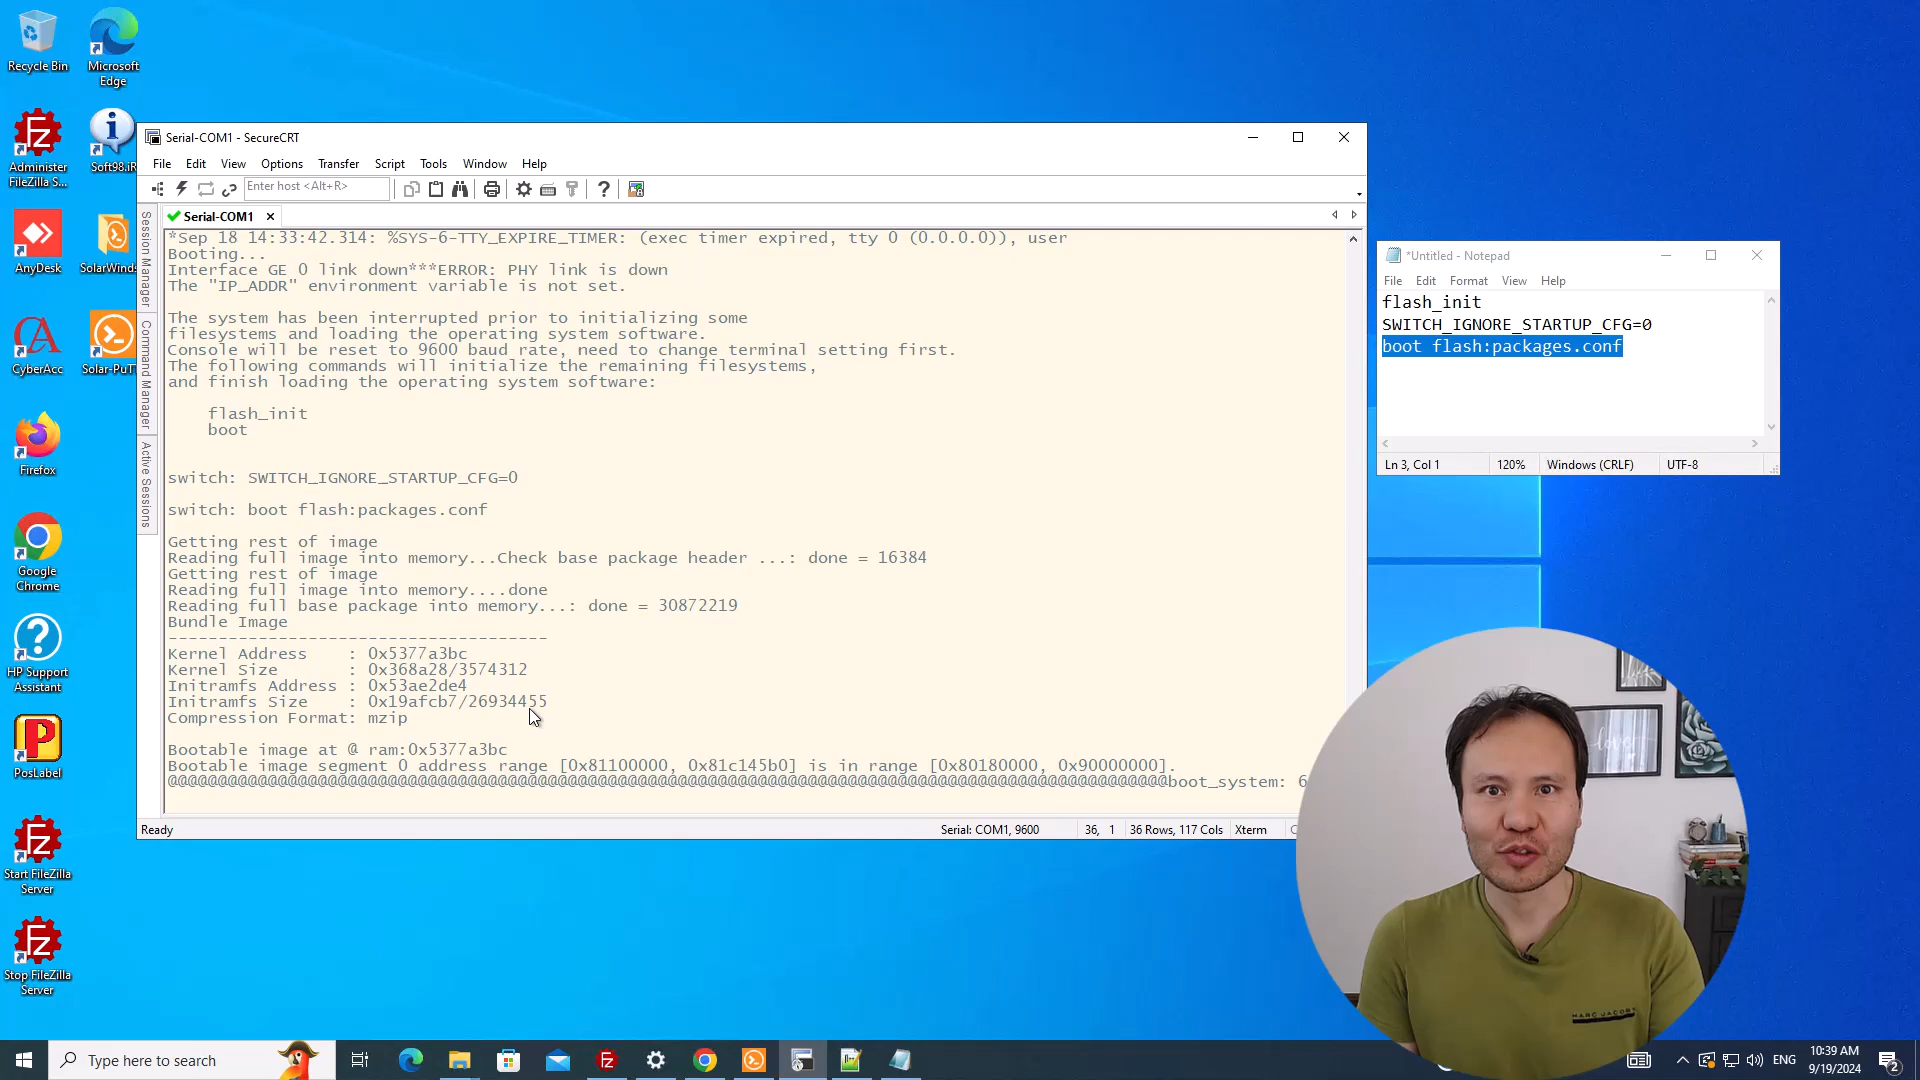 Recycle Bin
Microsoft
Edge
Administer
FileZilla S...
Soft98.iR
AnyDesk
SolarWinds
CyberAcc
Solar-PuTT
Firefox
Google
Chrome
HP Support
Assistant
PosLabel
Start FileZilla
Server
Stop FileZilla
Server
Serial-COM1 - SecureCRT
File Edit View Options Transfer Script Tools Window Help
Enter host <Alt+R>
Session Manager
Command Manager
Active Sessions
Serial-COM1
*Sep 18 14:33:42.314: %SYS-6-TTY_EXPIRE_TIMER: (exec timer expired, tty 0 (0.0.0.0)), user
Booting...
Interface GE 0 link down***ERROR: PHY link is down
The "IP_ADDR" environment variable is not set.
The system has been interrupted prior to initializing some
filesystems and loading the operating system software.
Console will be reset to 9600 baud rate, need to change terminal setting first.
The following commands will initialize the remaining filesystems,
and finish loading the operating system software:
flash_init
boot
switch: SWITCH_IGNORE_STARTUP_CFG=0
switch: boot flash:packages.conf
Getting rest of image
Reading full image into memory...Check base package header ...: done = 16384
Getting rest of image
Reading full image into memory....done
Reading full base package into memory...: done = 30872219
Bundle Image
--------------------------------------
Kernel Address    : 0x5377a3bc
Kernel Size       : 0x368a28/3574312
Initramfs Address : 0x53ae2de4
Initramfs Size    : 0x19afcb7/26934455
Compression Format: mzip
Bootable image at @ ram:0x5377a3bc
Bootable image segment 0 address range [0x81100000, 0x81c145b0] is in range [0x80180000, 0x90000000].
@@@@@@@@@@@@@@@@@@@@@@@@@@@@@@@@@@@@@@@@@@@@@@@@@@@@@@@@@@@@@@@@@@@@@@@@@@@@@@@@@@@@@@@@@@@@@@@@@@@@boot_system: 6
Ready
Serial: COM1, 9600 36, 1 36 Rows, 117 Cols Xterm
*Untitled - Notepad
File Edit Format View Help
flash_init
SWITCH_IGNORE_STARTUP_CFG=0
boot flash:packages.conf
Ln 3, Col 1 120% Windows (CRLF) UTF-8
love
MARC JACOBS
Type here to search
ENG
10:39 AM
9/19/2024
2